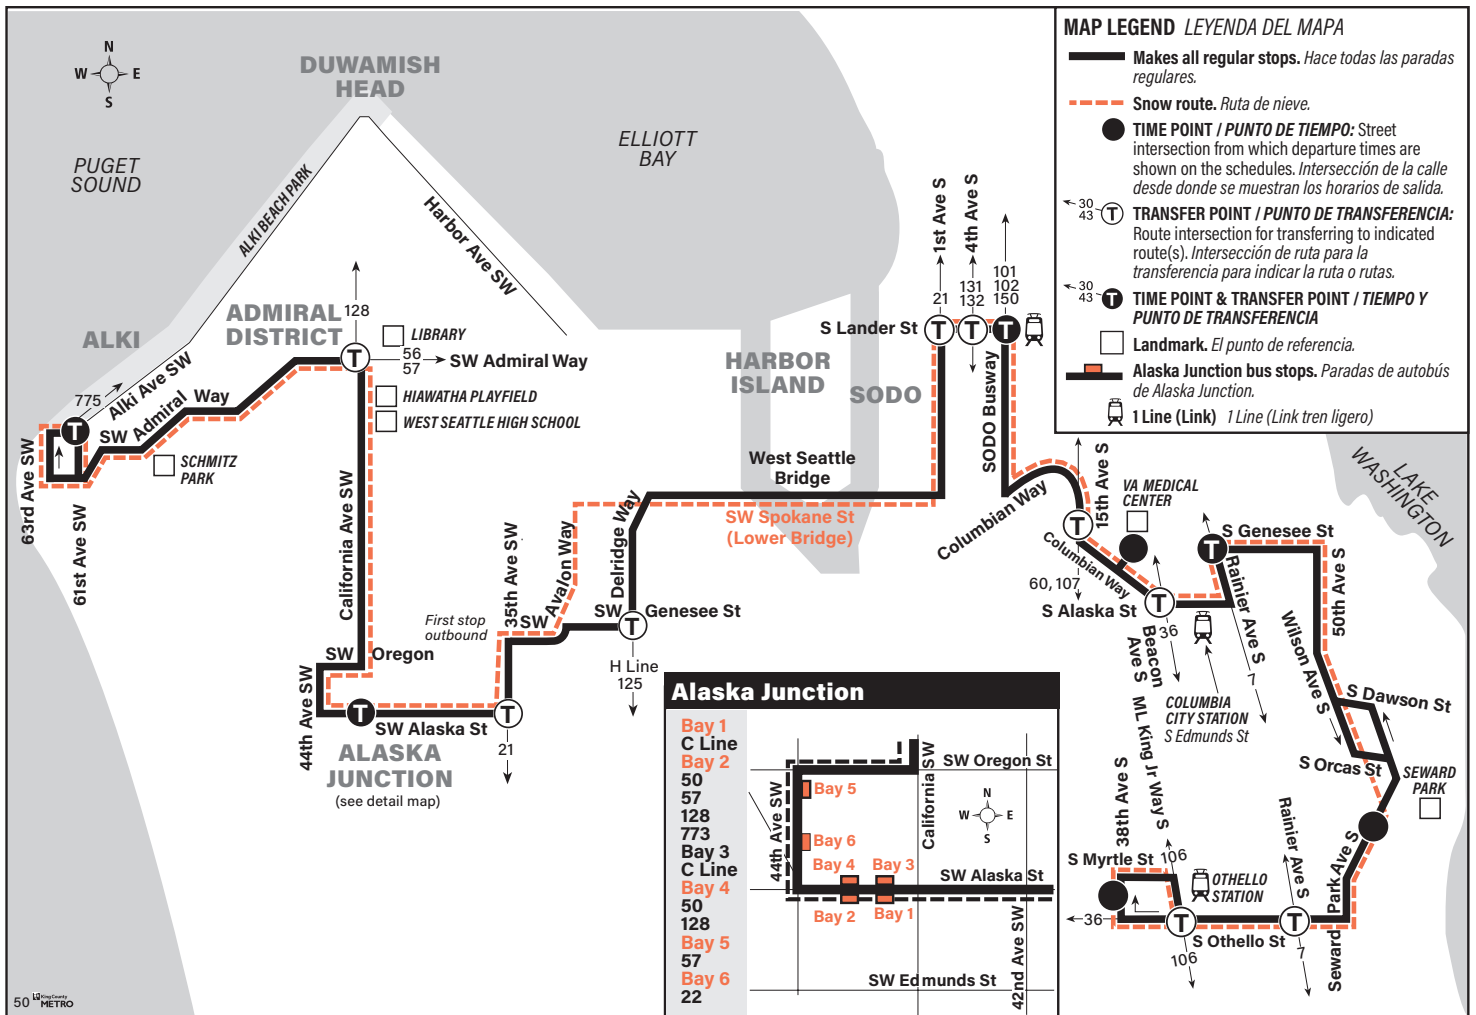 MAP LEGEND LEYENDA DEL MAPA
Makes all regular stops. Hace todas las paradas
regulares.
Snow route. Ruta de nieve.
TIME POINT / PUNTO DE TIEMPO: Street
intersection from which departure times are
shown on the schedules. Intersección de la calle
desde donde se muestran los horarios de salida.
30
43
T
TRANSFER POINT / PUNTO DE TRANSFERENCIA:
Route intersection for transferring to indicated
route(s). Intersección de ruta para la
transferencia para indicar la ruta o rutas.
30
43
T
TIME POINT & TRANSFER POINT / TIEMPO Y
PUNTO DE TRANSFERENCIA
Landmark. El punto de referencia.
Alaska Junction bus stops. Paradas de autobús
de Alaska Junction.
1 Line (Link) 1 Line (Link tren ligero)
N
W E
S
DUWAMISH
HEAD
PUGET
SOUND
ELLIOTT
BAY
ALKI BEACH PARK
Harbor Ave SW
ADMIRAL
DISTRICT
128
LIBRARY
T
56
57
SW Admiral Way
ALKI
Alki Ave SW
775
T
SW Admiral Way
HIAWATHA PLAYFIELD
WEST SEATTLE HIGH SCHOOL
SCHMITZ
PARK
63rd Ave SW
61st Ave SW
California Ave SW
SW Oregon
44th Ave SW
T
SW Alaska St
ALASKA
JUNCTION
(see detail map)
T
21
First stop
outbound
35th Ave SW
SW Avalon Way
Delridge Way
SW Genesee St
T
H Line
125
West Seattle
Bridge
SW Spokane St
(Lower Bridge)
HARBOR
ISLAND
SODO
S Lander St
1st Ave S
4th Ave S
21
131
132
101
102
150
T
T
T
SODO Busway
Columbian Way
15th Ave S
T
VA MEDICAL
CENTER
Columbian Way
60, 107
S Alaska St
T
36
Beacon
Ave S
T
S Genesee St
Rainier Ave S
7
COLUMBIA
CITY STATION
S Edmunds St
50th Ave S
Wilson Ave S
S Dawson St
S Orcas St
LAKE
WASHINGTON
SEWARD
PARK
ML King Jr Way S
38th Ave S
S Myrtle St
106
OTHELLO
STATION
Rainier Ave S
36
T
T
S Othello St
106
7
Seward Park Ave S
Alaska Junction
Bay 1
C Line
Bay 2
50
57
128
773
Bay 3
C Line
Bay 4
50
128
Bay 5
57
Bay 6
22
44th Ave SW
Bay 5
Bay 6
Bay 4
Bay 3
Bay 2
Bay 1
California SW
SW Oregon St
N
W E
S
SW Alaska St
42nd Ave SW
SW Edmunds St
50
King County
METRO